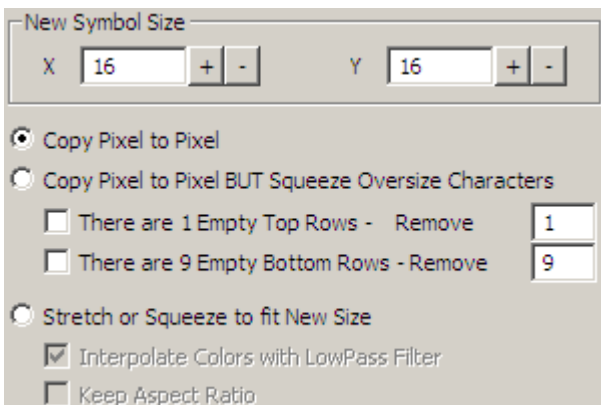 New Symbol Size
X 16 + - Y 16 + -
Copy Pixel to Pixel
Copy Pixel to Pixel BUT Squeeze Oversize Characters
There are 1 Empty Top Rows - Remove 1
There are 9 Empty Bottom Rows - Remove 9
Stretch or Squeeze to fit New Size
Interpolate Colors with LowPass Filter
Keep Aspect Ratio